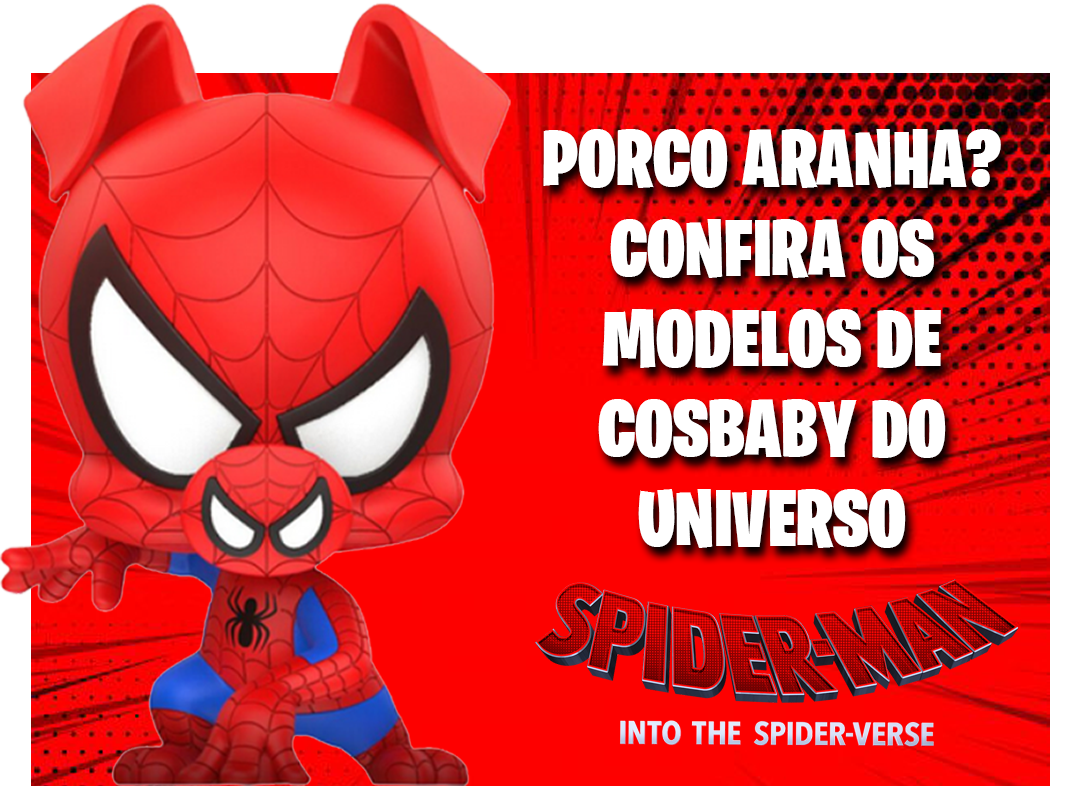 PORCO ARANHA?
CONFIRA OS
MODELOS DE
COSBABY DO
UNIVERSO
SPIDER-MAN
INTO THE SPIDER-VERSE